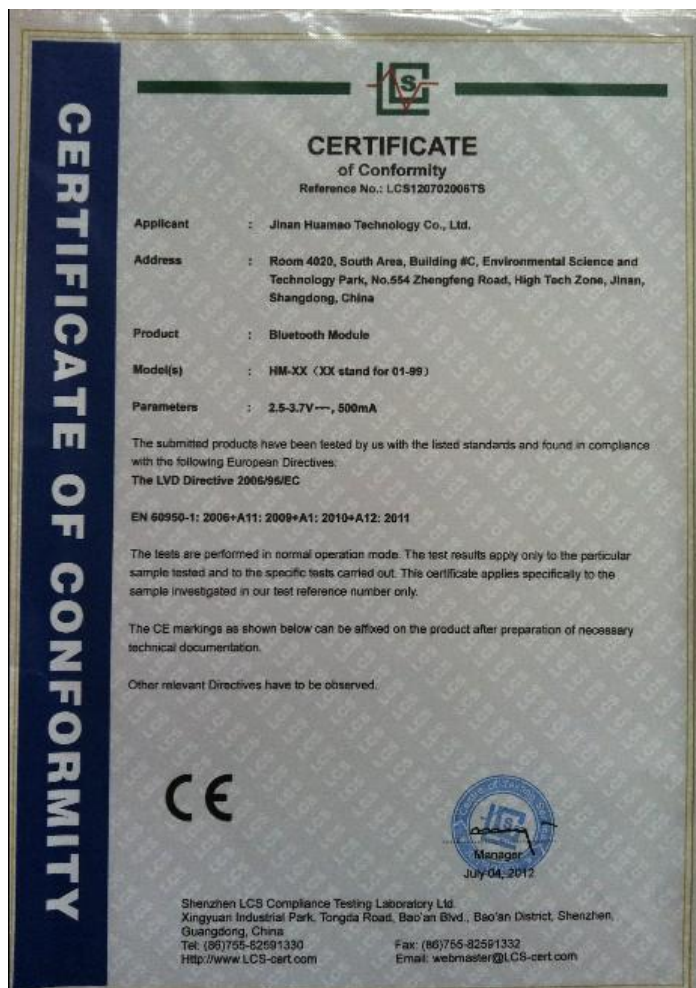 CERTIFICATE OF CONFORMITY
LCS
CERTIFICATE
of Conformity
Reference No.: LCS120702006TS
Applicant : Jinan Huamao Technology Co., Ltd.
Address : Room 4020, South Area, Building #C, Environmental Science and
Technology Park, No.554 Zhengfeng Road, High Tech Zone, Jinan,
Shangdong, China
Product : Bluetooth Module
Model(s) : HM-XX (XX stand for 01-99)
Parameters : 2.5-3.7V⎓, 500mA
The submitted products have been tested by us with the listed standards and found in compliance
with the following European Directives:
The LVD Directive 2006/95/EC
EN 60950-1: 2006+A11: 2009+A1: 2010+A12: 2011
The tests are performed in normal operation mode. The test results apply only to the particular
sample tested and to the specific tests carried out. This certificate applies specifically to the
sample investigated in our test reference number only.
The CE markings as shown below can be affixed on the product after preparation of necessary
technical documentation.
Other relevant Directives have to be observed.
CE
Manager
July 04, 2012
Shenzhen LCS Compliance Testing Laboratory Ltd.
Xingyuan Industrial Park, Tongda Road, Bao'an Blvd., Bao'an District, Shenzhen,
Guangdong, China
Tel: (86)755-82591330 Fax: (86)755-82591332
Http://www.LCS-cert.com Email: webmaster@LCS-cert.com